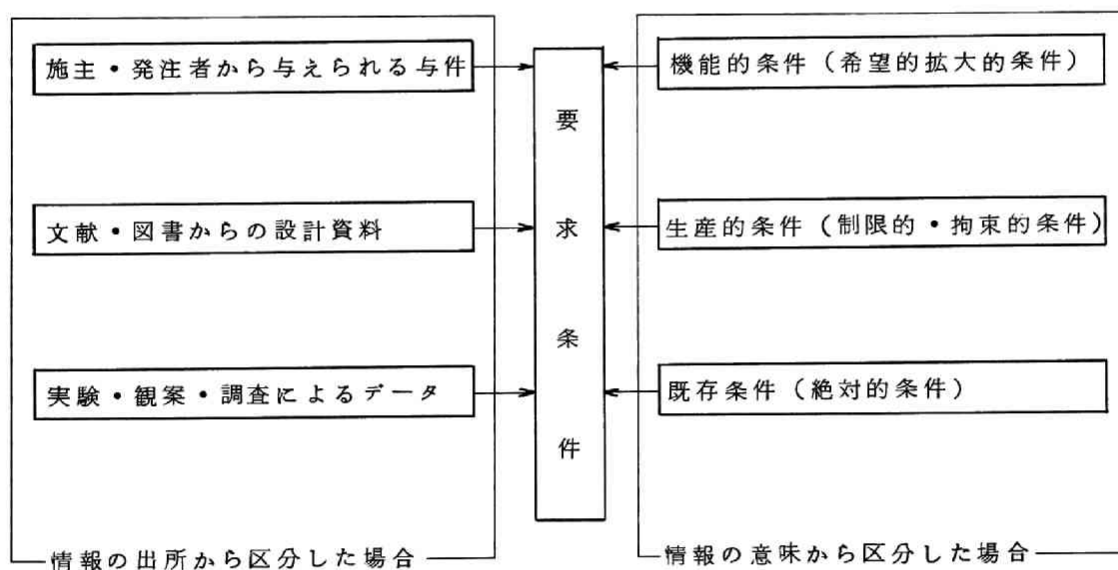 施主・発注者から与えられる与件
文献・図書からの設計資料
実験・観案・調査によるデータ
情報の出所から区分した場合
要求条件
機能的条件（希望的拡大的条件）
生産的条件（制限的・拘束的条件）
既存条件（絶対的条件）
情報の意味から区分した場合